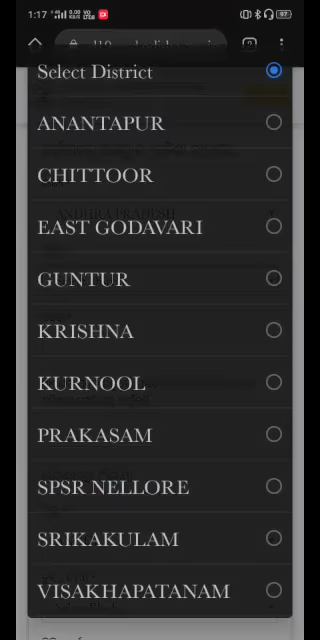 1:17
Select District
ANANTAPUR
CHITTOOR
EAST GODAVARI
GUNTUR
KRISHNA
KURNOOL
PRAKASAM
SPSR NELLORE
SRIKAKULAM
VISAKHAPATANAM